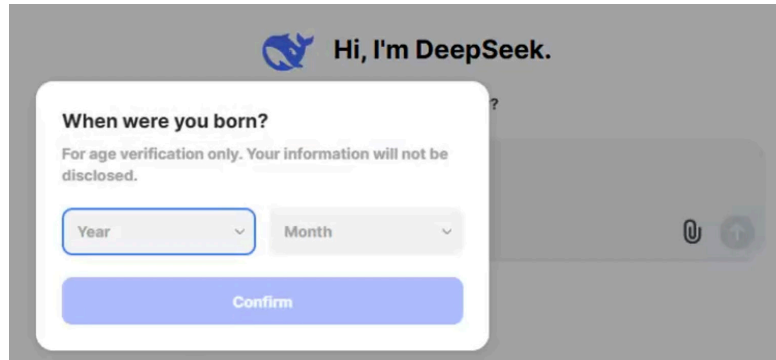 Hi, I'm DeepSeek.
?
When were you born?
For age verification only. Your information will not be
disclosed.
Year
Month
Confirm